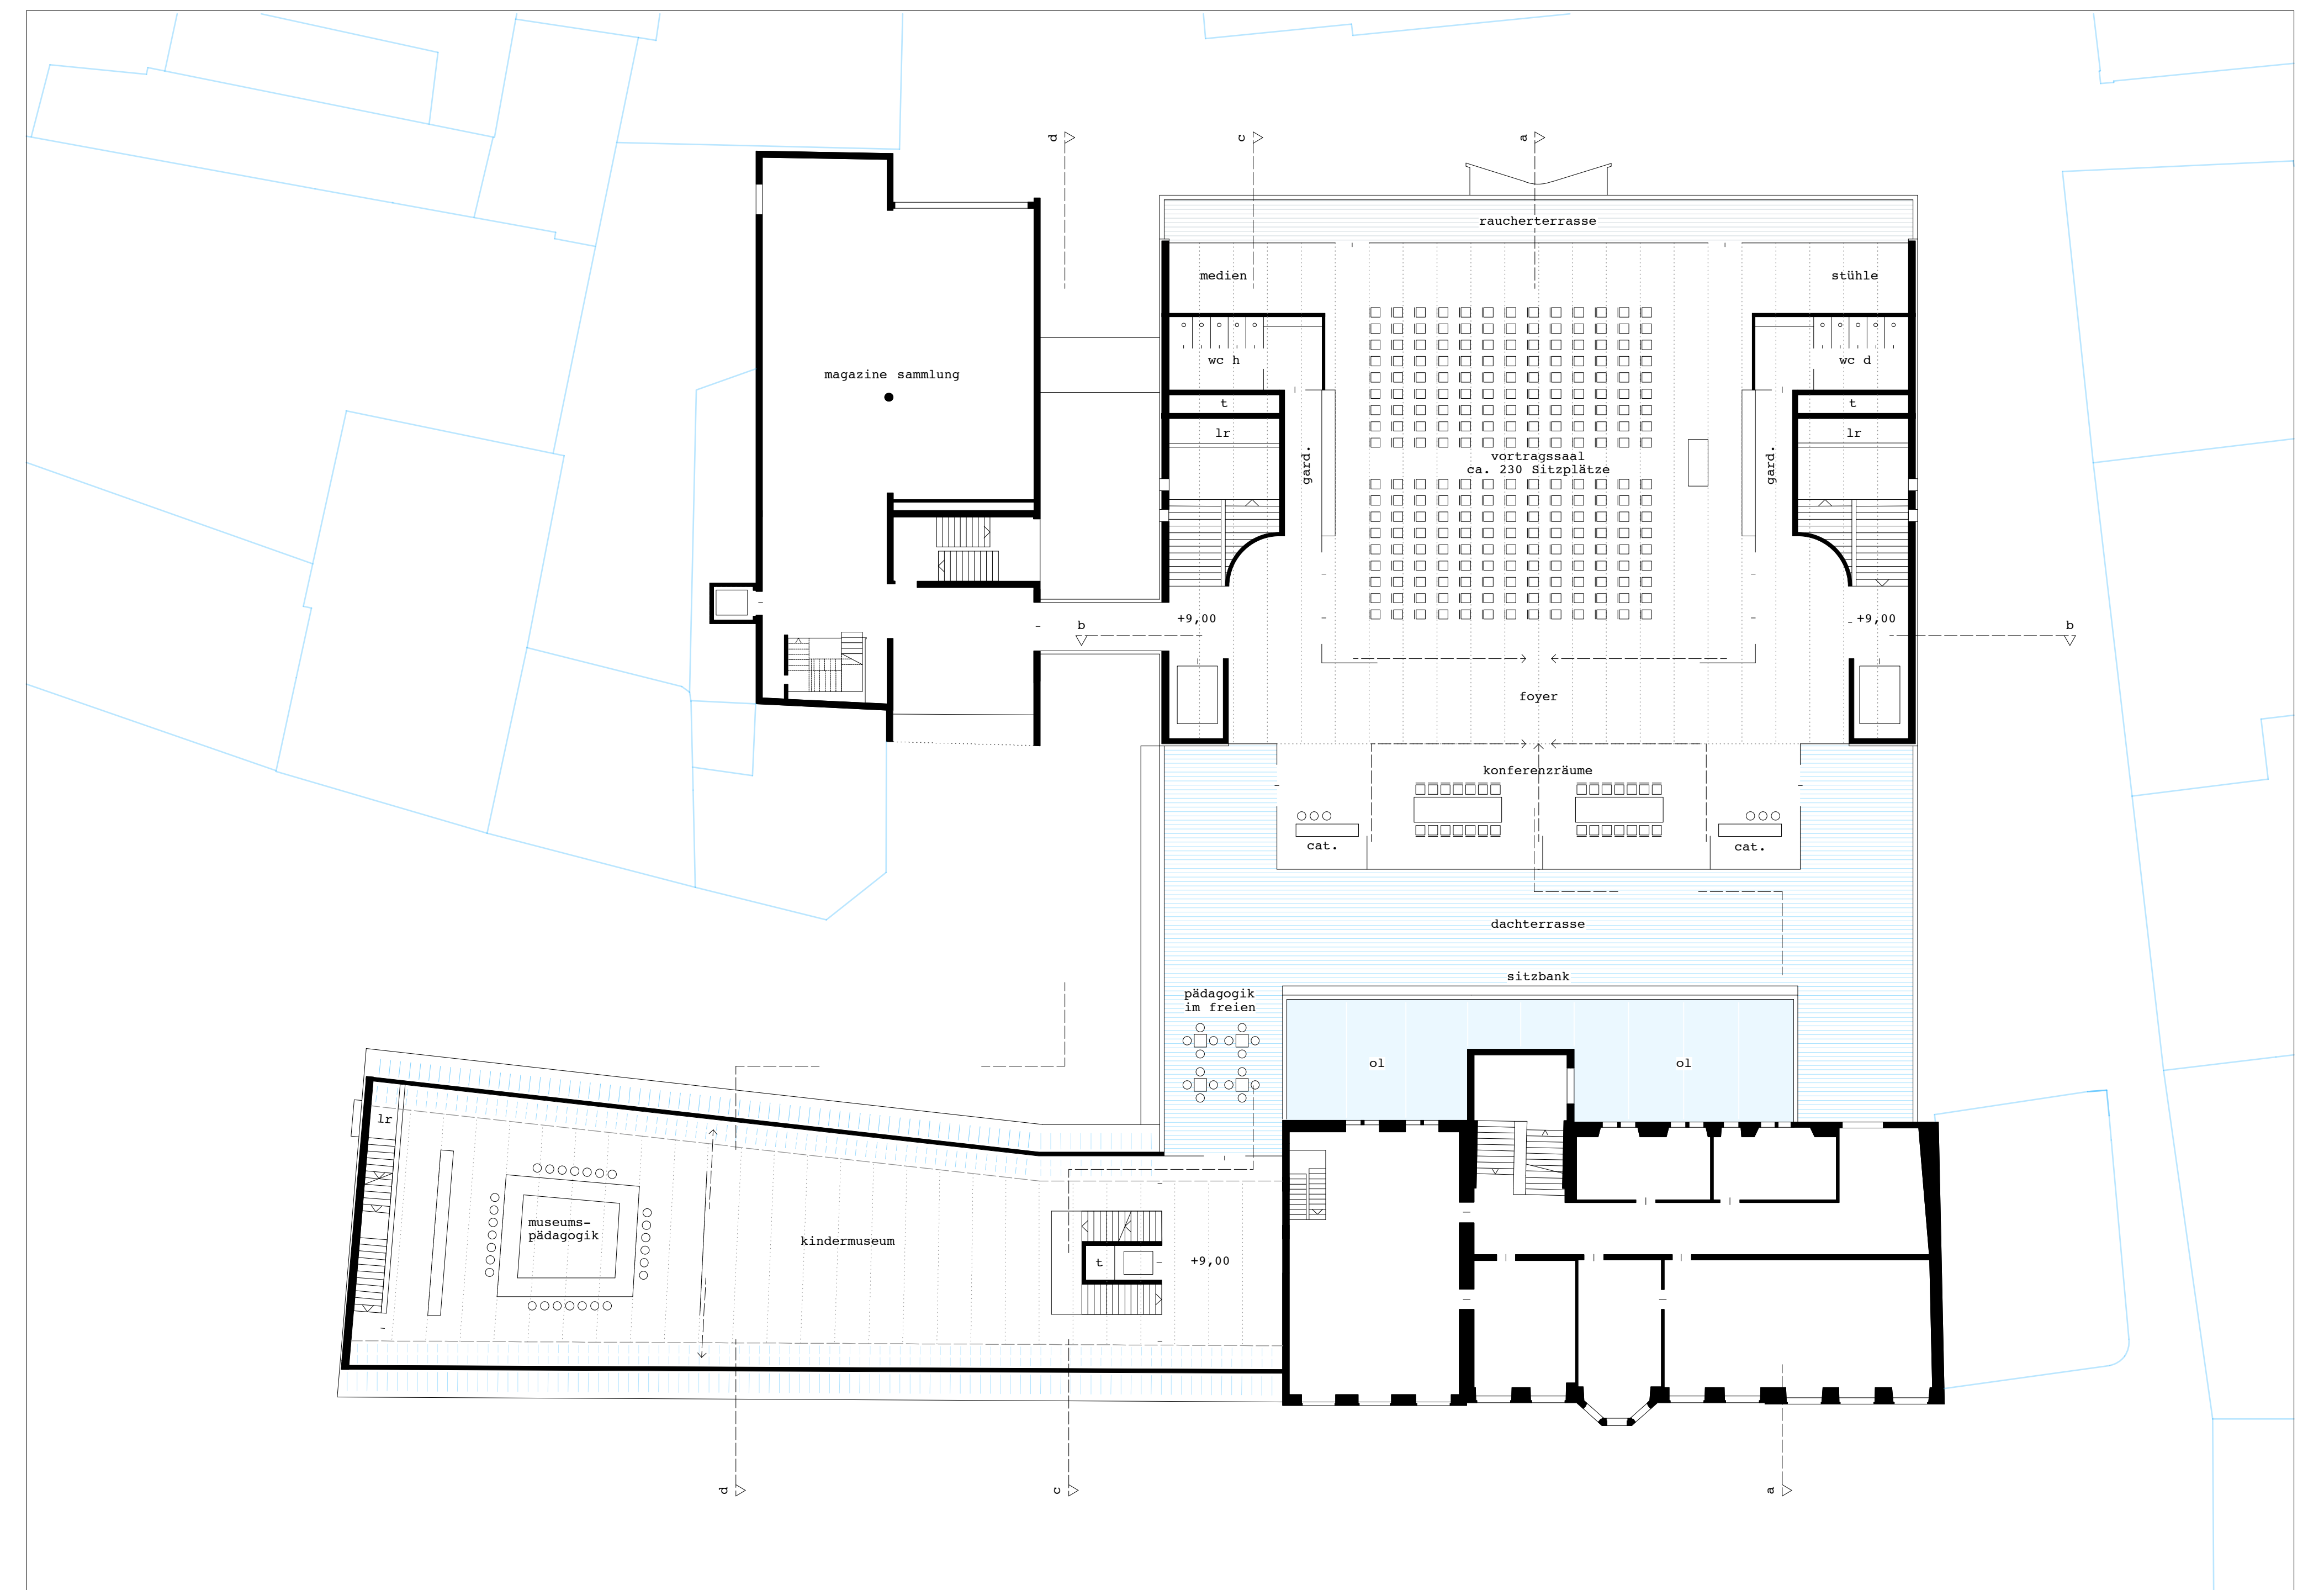 d
c
a
raucherterrasse
medien
stühle
wc h
wc d
magazine sammlung
t
t
lr
lr
gard.
vortragssaal
ca. 230 Sitzplätze
gard.
+9,00
+9,00
b
b
foyer
konferenzräume
cat.
cat.
dachterrasse
sitzbank
pädagogik
im freien
ol
ol
lr
museums-
pädagogik
kindermuseum
t
+9,00
d
c
a